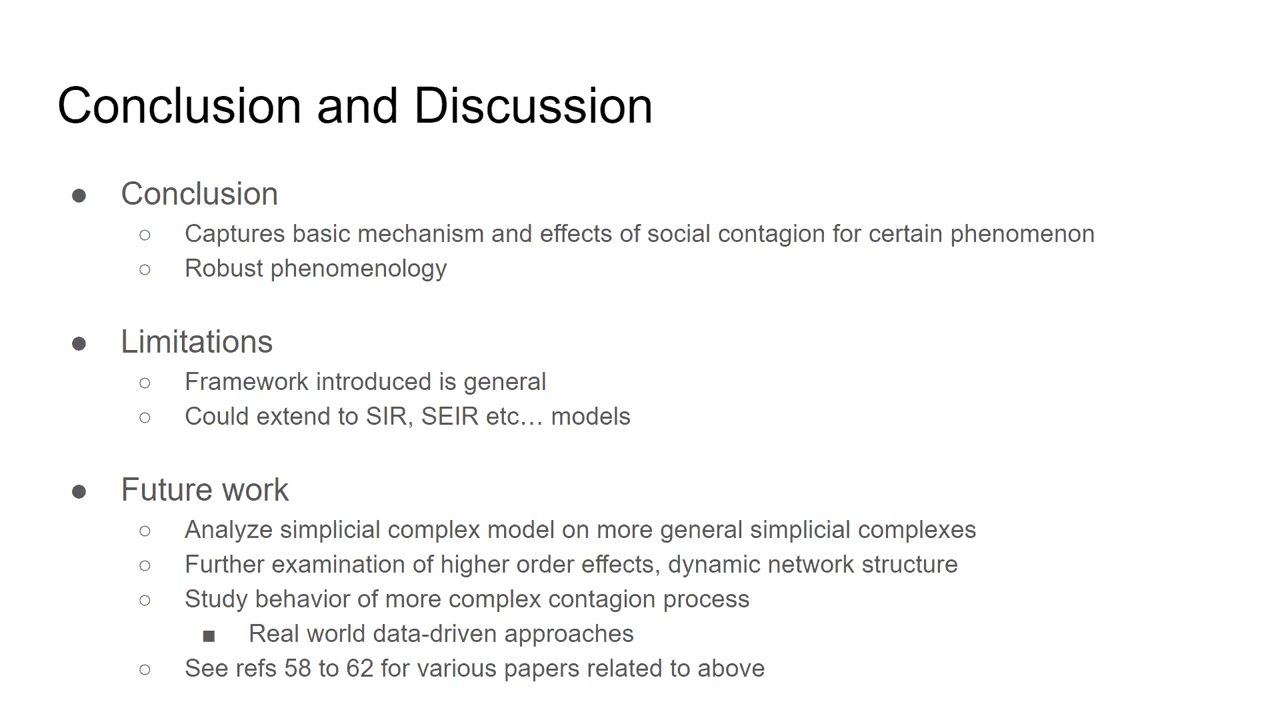 Conclusion and Discussion
● Conclusion
○ Captures basic mechanism and effects of social contagion for certain phenomenon
○ Robust phenomenology
● Limitations
○ Framework introduced is general
○ Could extend to SIR, SEIR etc… models
● Future work
○ Analyze simplicial complex model on more general simplicial complexes
○ Further examination of higher order effects, dynamic network structure
○ Study behavior of more complex contagion process
■ Real world data-driven approaches
○ See refs 58 to 62 for various papers related to above